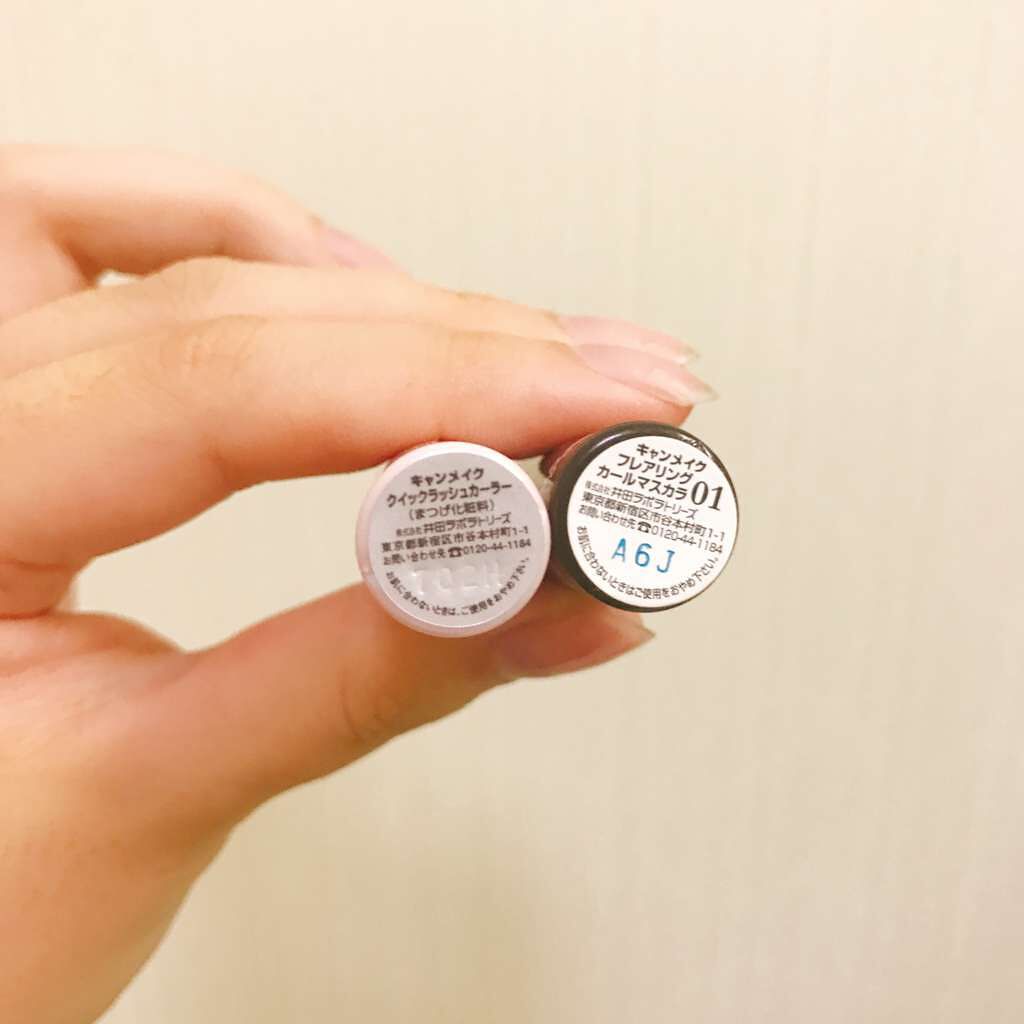 キャンメイク
クイックラッシュカーラー
(まつげ化粧料)
株式会社 井田ラボラトリーズ
東京都新宿区市谷本村町1-1
お問い合わせ先 ☎0120-44-1184
お肌に合わないときは、ご使用をおやめ下さい。
キャンメイク
フレアリング
カールマスカラ 01
株式会社 井田ラボラトリーズ
東京都新宿区市谷本村町1-1
お問い合わせ先 ☎0120-44-1184
A6J
お肌に合わないときはご使用をおやめ下さい。